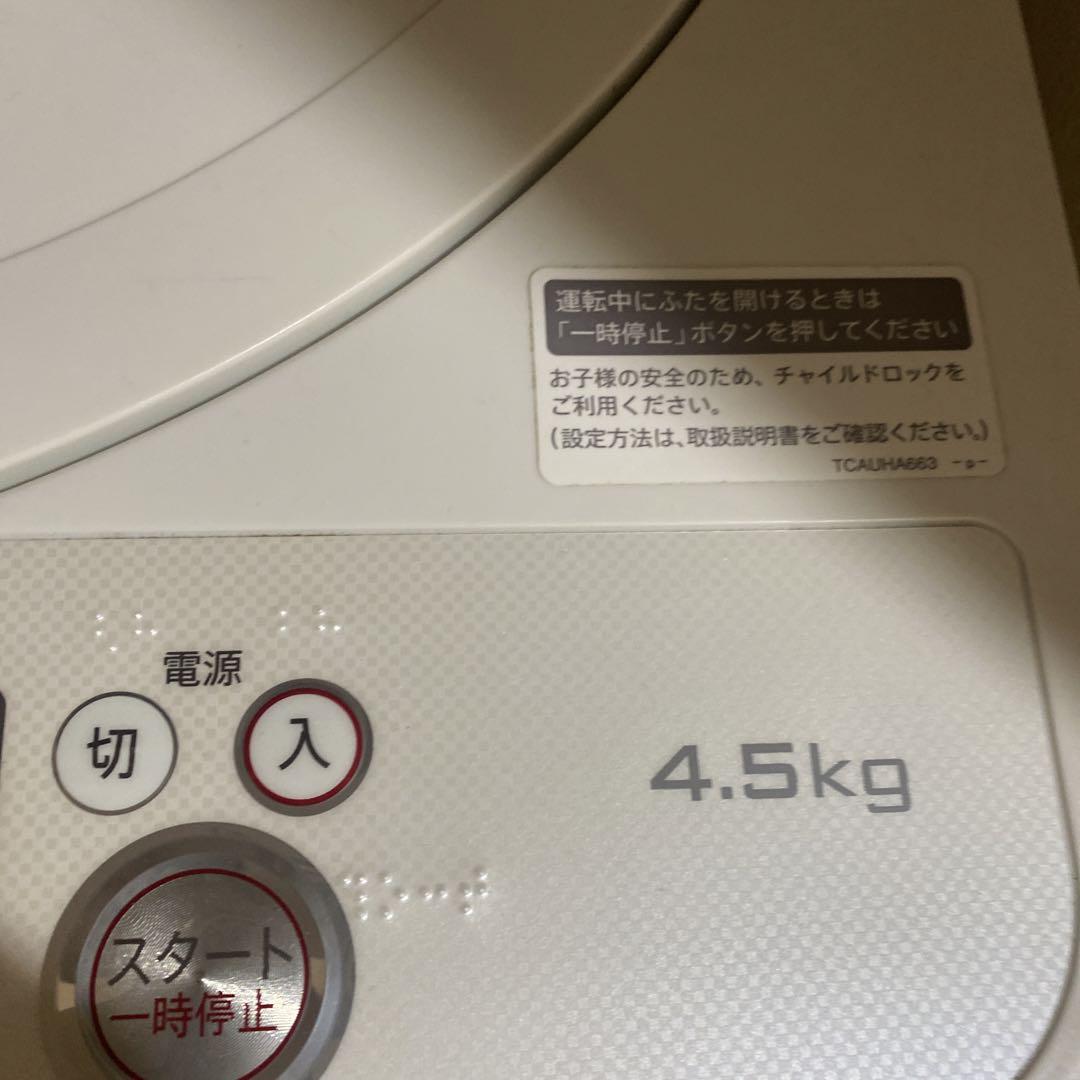 運転中にふたを開けるときは
「一時停止」ボタンを押してください
お子様の安全のため、チャイルドロックを
ご利用ください。
(設定方法は、取扱説明書をご確認ください。)
TCAUHA663 -p-
電源
切 入
4.5kg
スタート
一時停止